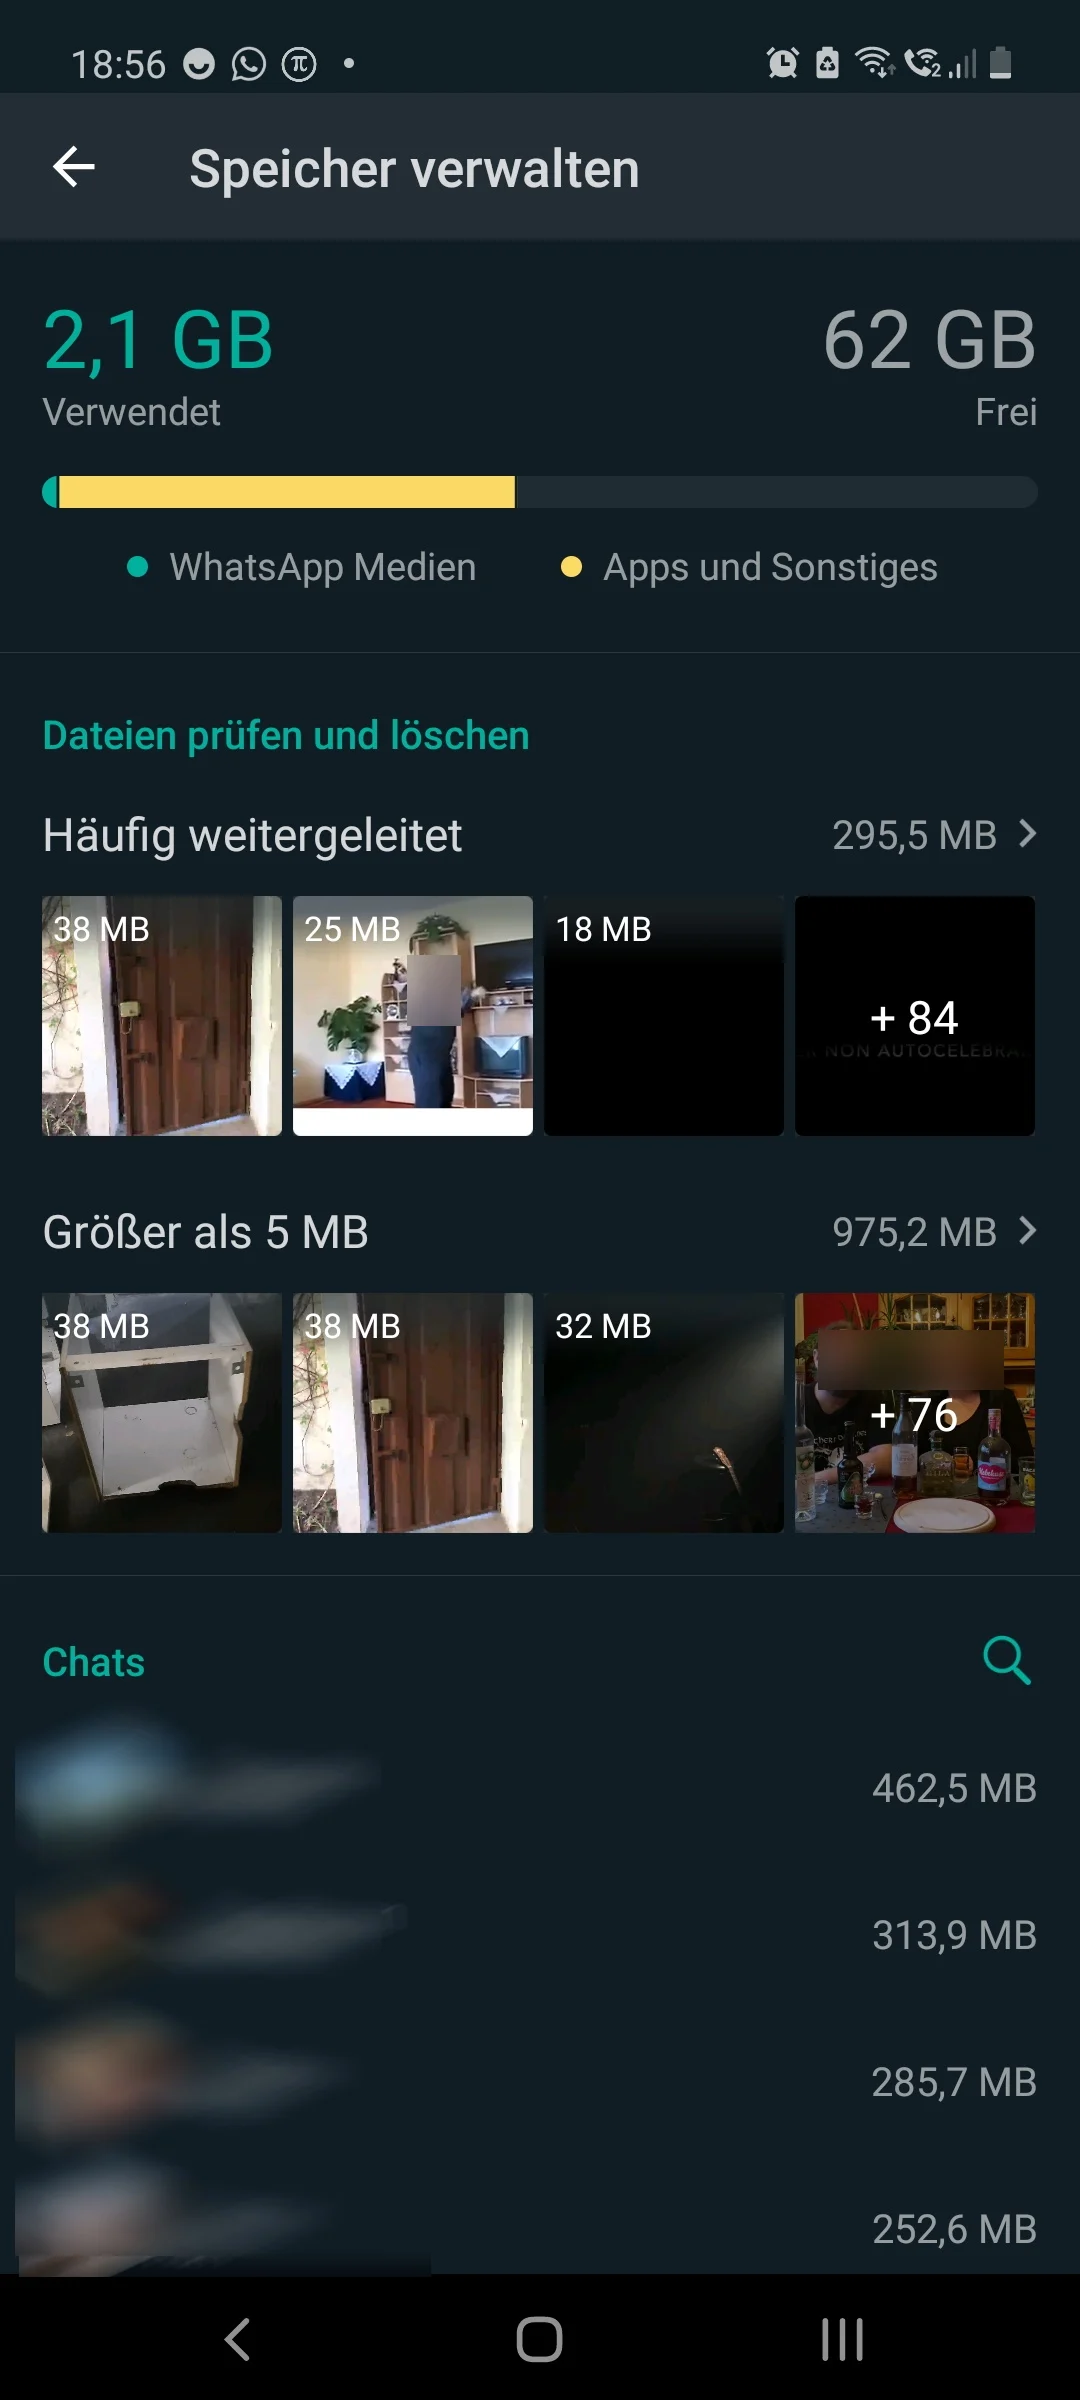 18:56
Speicher verwalten
2,1 GB
62 GB
Verwendet
Frei
WhatsApp Medien
Apps und Sonstiges
Dateien prüfen und löschen
Häufig weitergeleitet
295,5 MB
38 MB
25 MB
18 MB
+ 84
NON AUTOCELEBRA
Größer als 5 MB
975,2 MB
38 MB
38 MB
32 MB
+ 76
Chats
462,5 MB
313,9 MB
285,7 MB
252,6 MB